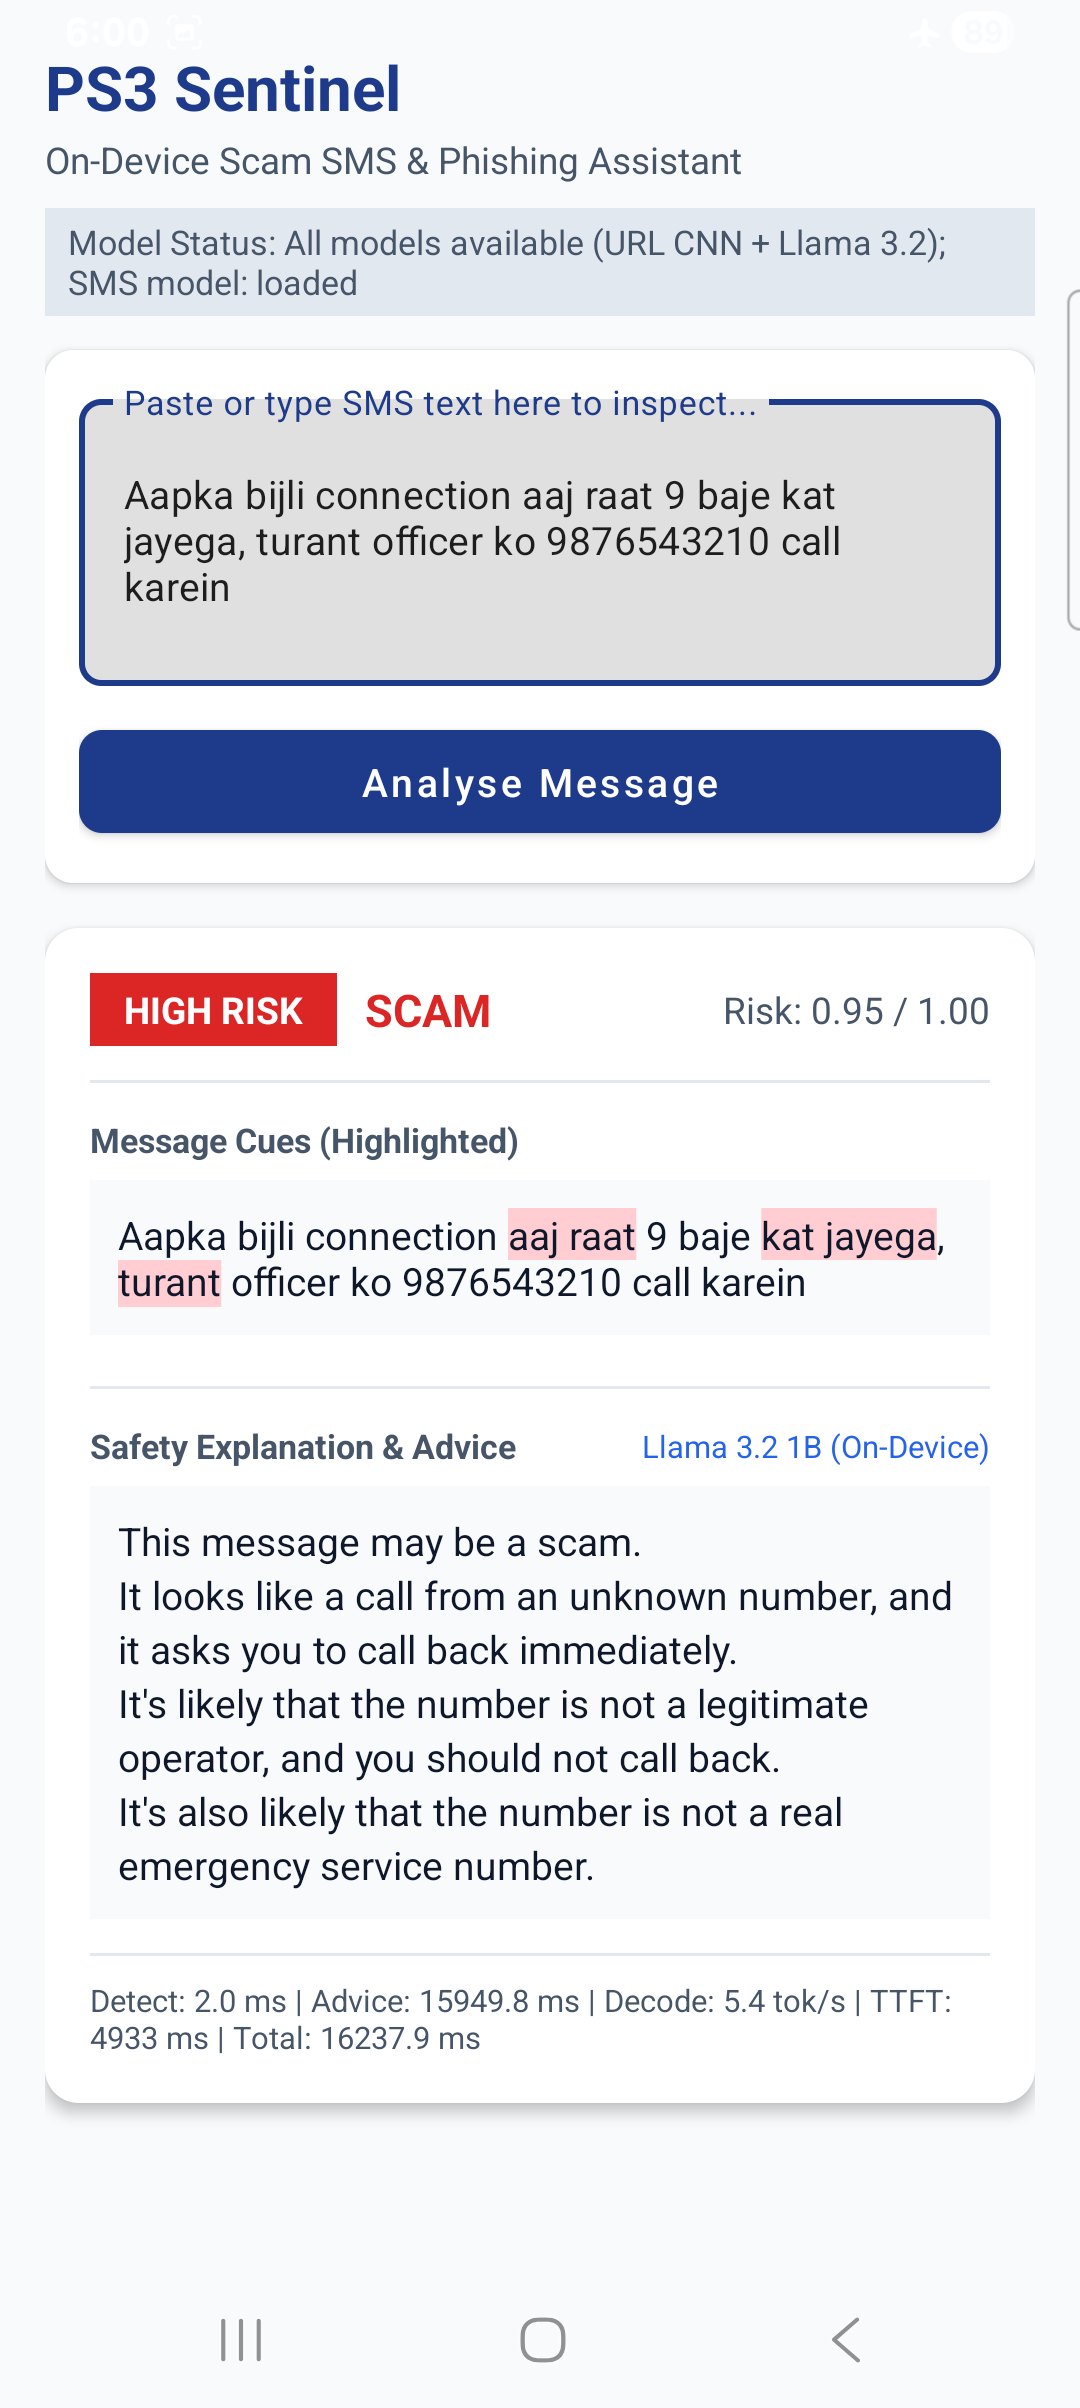 6:00
89
PS3 Sentinel
On-Device Scam SMS & Phishing Assistant
Model Status: All models available (URL CNN + Llama 3.2);
SMS model: loaded
Paste or type SMS text here to inspect...
Aapka bijli connection aaj raat 9 baje kat
jayega, turant officer ko 9876543210 call
karein
Analyse Message
HIGH RISK SCAM Risk: 0.95 / 1.00
Message Cues (Highlighted)
Aapka bijli connection aaj raat 9 baje kat jayega,
turant officer ko 9876543210 call karein
Safety Explanation & Advice Llama 3.2 1B (On-Device)
This message may be a scam.
It looks like a call from an unknown number, and
it asks you to call back immediately.
It's likely that the number is not a legitimate
operator, and you should not call back.
It's also likely that the number is not a real
emergency service number.
Detect: 2.0 ms | Advice: 15949.8 ms | Decode: 5.4 tok/s | TTFT:
4933 ms | Total: 16237.9 ms